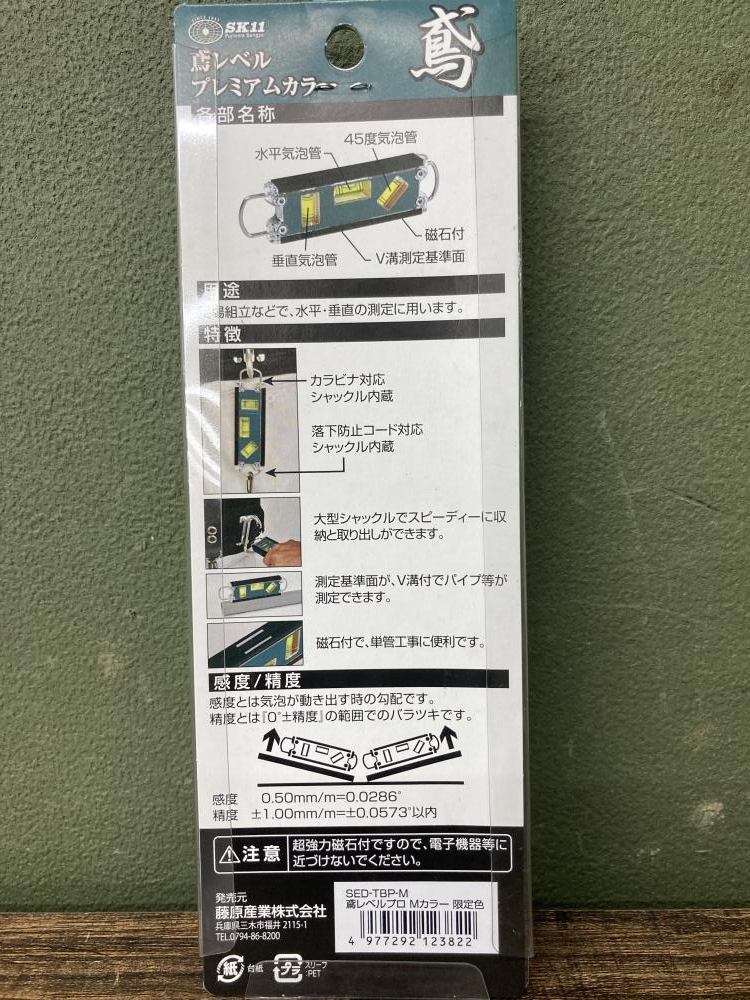 SINCE 1887
SK11
Fujiwara Sangyo
鳶
鳶レベル
プレミアムカラー
各部名称
45度気泡管
水平気泡管
磁石付
垂直気泡管
V溝測定基準面
用途
場組立などで、水平・垂直の測定に用います。
特徴
カラビナ対応
シャックル内蔵
落下防止コード対応
シャックル内蔵
大型シャックルでスピーディーに収
納と取り出しができます。
測定基準面が、V溝付でパイプ等が
測定できます。
磁石付で、単管工事に便利です。
感度/精度
感度とは気泡が動き出す時の勾配です。
精度とは『0°±精度』の範囲でのバラツキです。
感度 0.50mm/m=0.0286°
精度 ±1.00mm/m=±0.0573°以内
注意
超強力磁石付ですので、電子機器等に
近づけないでください。
発売元
藤原産業株式会社
兵庫県三木市福井 2115-1
TEL.0794-86-8200
SED-TBP-M
鳶レベルプロ Mカラー 限定色
4 977292 123822
紙 台紙
プラ スリーブ
:PET